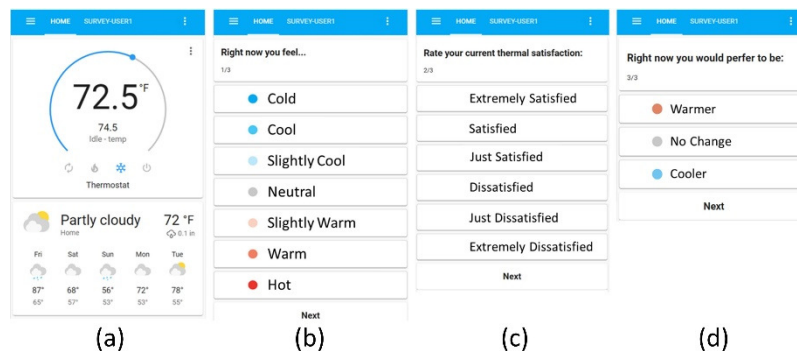 HOME SURVEY-USER1
72.5°F
74.5
Idle - temp
Thermostat
Partly cloudy
Home
72 °F
0.1 in
Fri Sat Sun Mon Tue
87° 68° 56° 72° 78°
65° 57° 53° 53° 55°
(a)
HOME SURVEY-USER1
Right now you feel...
1/3
Cold
Cool
Slightly Cool
Neutral
Slightly Warm
Warm
Hot
Next
(b)
HOME SURVEY-USER1
Rate your current thermal satisfaction:
2/3
Extremely Satisfied
Satisfied
Just Satisfied
Dissatisfied
Just Dissatisfied
Extremely Dissatisfied
Next
(c)
HOME SURVEY-USER1
Right now you would perfer to be:
3/3
Warmer
No Change
Cooler
Next
(d)